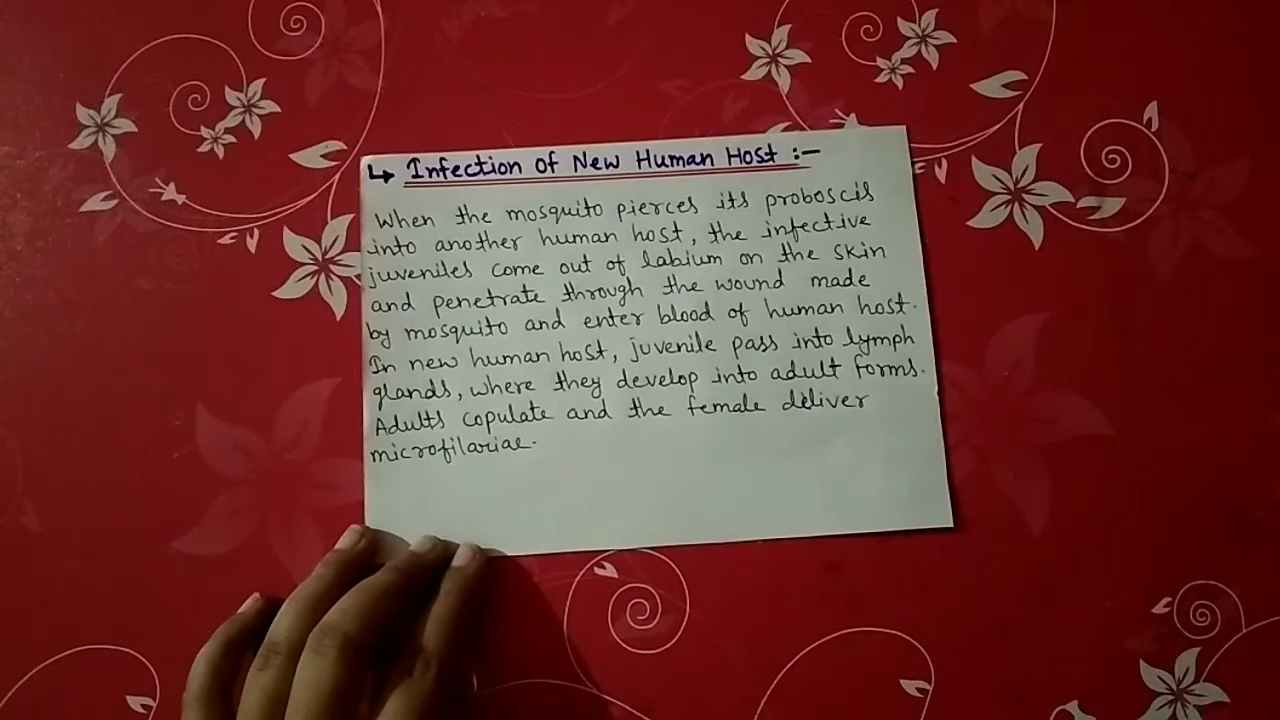 ↳ Infection of New Human Host :-
When the mosquito pierces its proboscis
into another human host, the infective
juveniles come out of labium on the skin
and penetrate through the wound made
by mosquito and enter blood of human host.
In new human host, juvenile pass into lymph
glands, where they develop into adult forms.
Adults copulate and the female deliver
microfilariae.